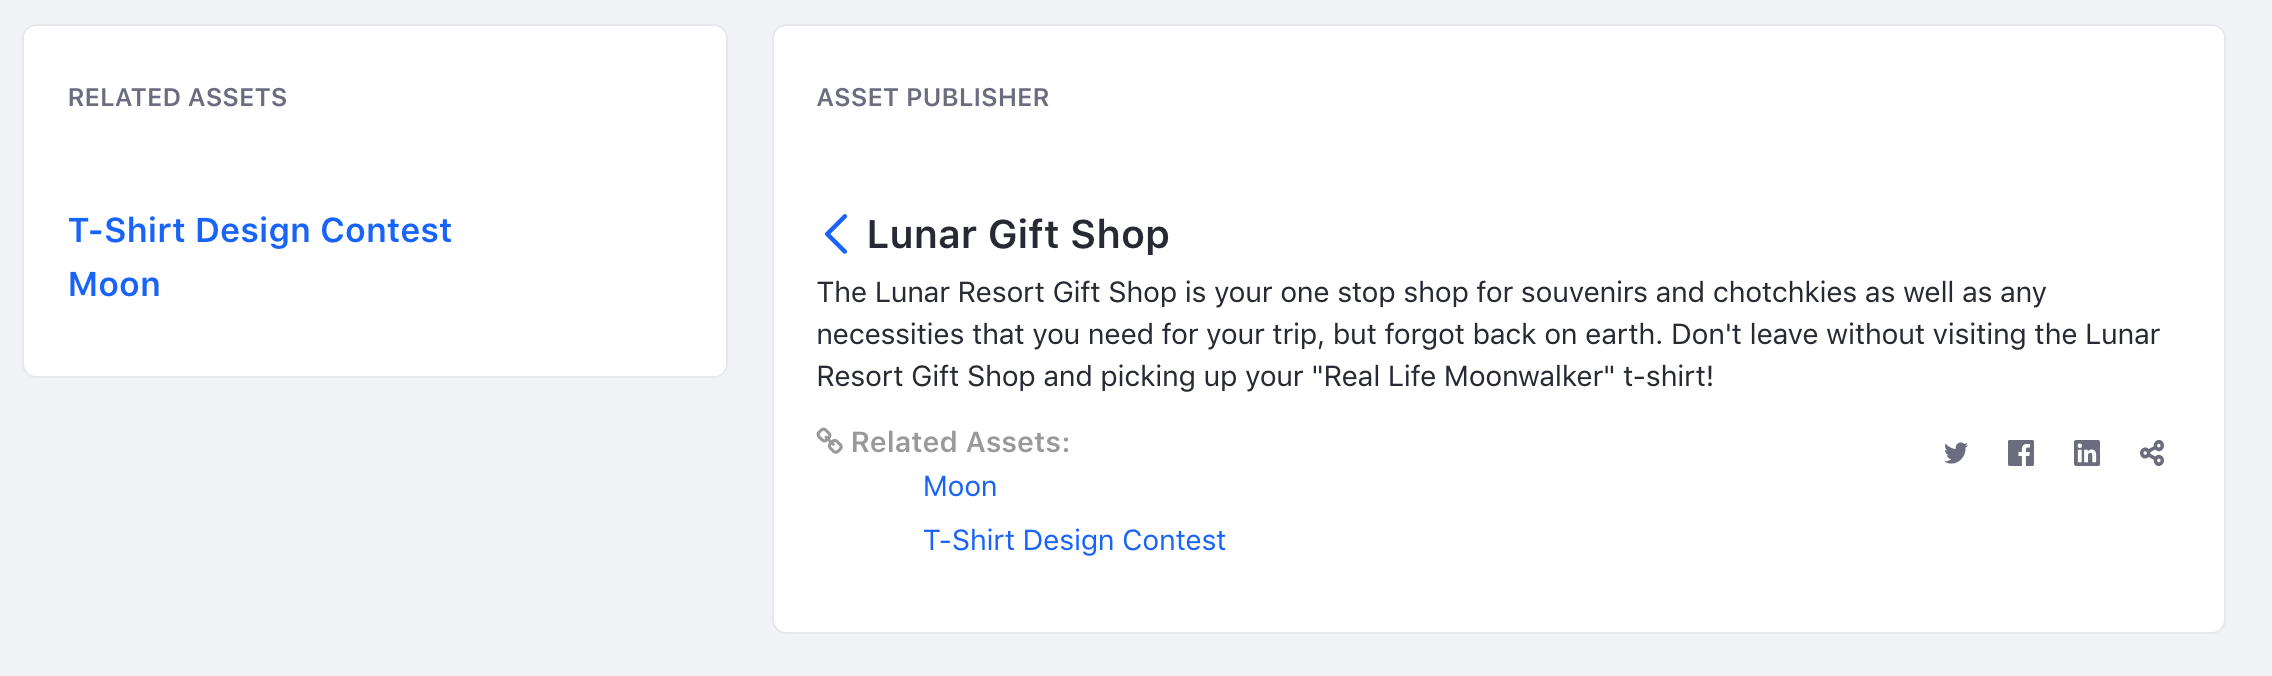 RELATED ASSETS
T-Shirt Design Contest
Moon
ASSET PUBLISHER
Lunar Gift Shop
The Lunar Resort Gift Shop is your one stop shop for souvenirs and chotchkies as well as any
necessities that you need for your trip, but forgot back on earth. Don't leave without visiting the Lunar
Resort Gift Shop and picking up your "Real Life Moonwalker" t-shirt!
Related Assets:
Moon
T-Shirt Design Contest